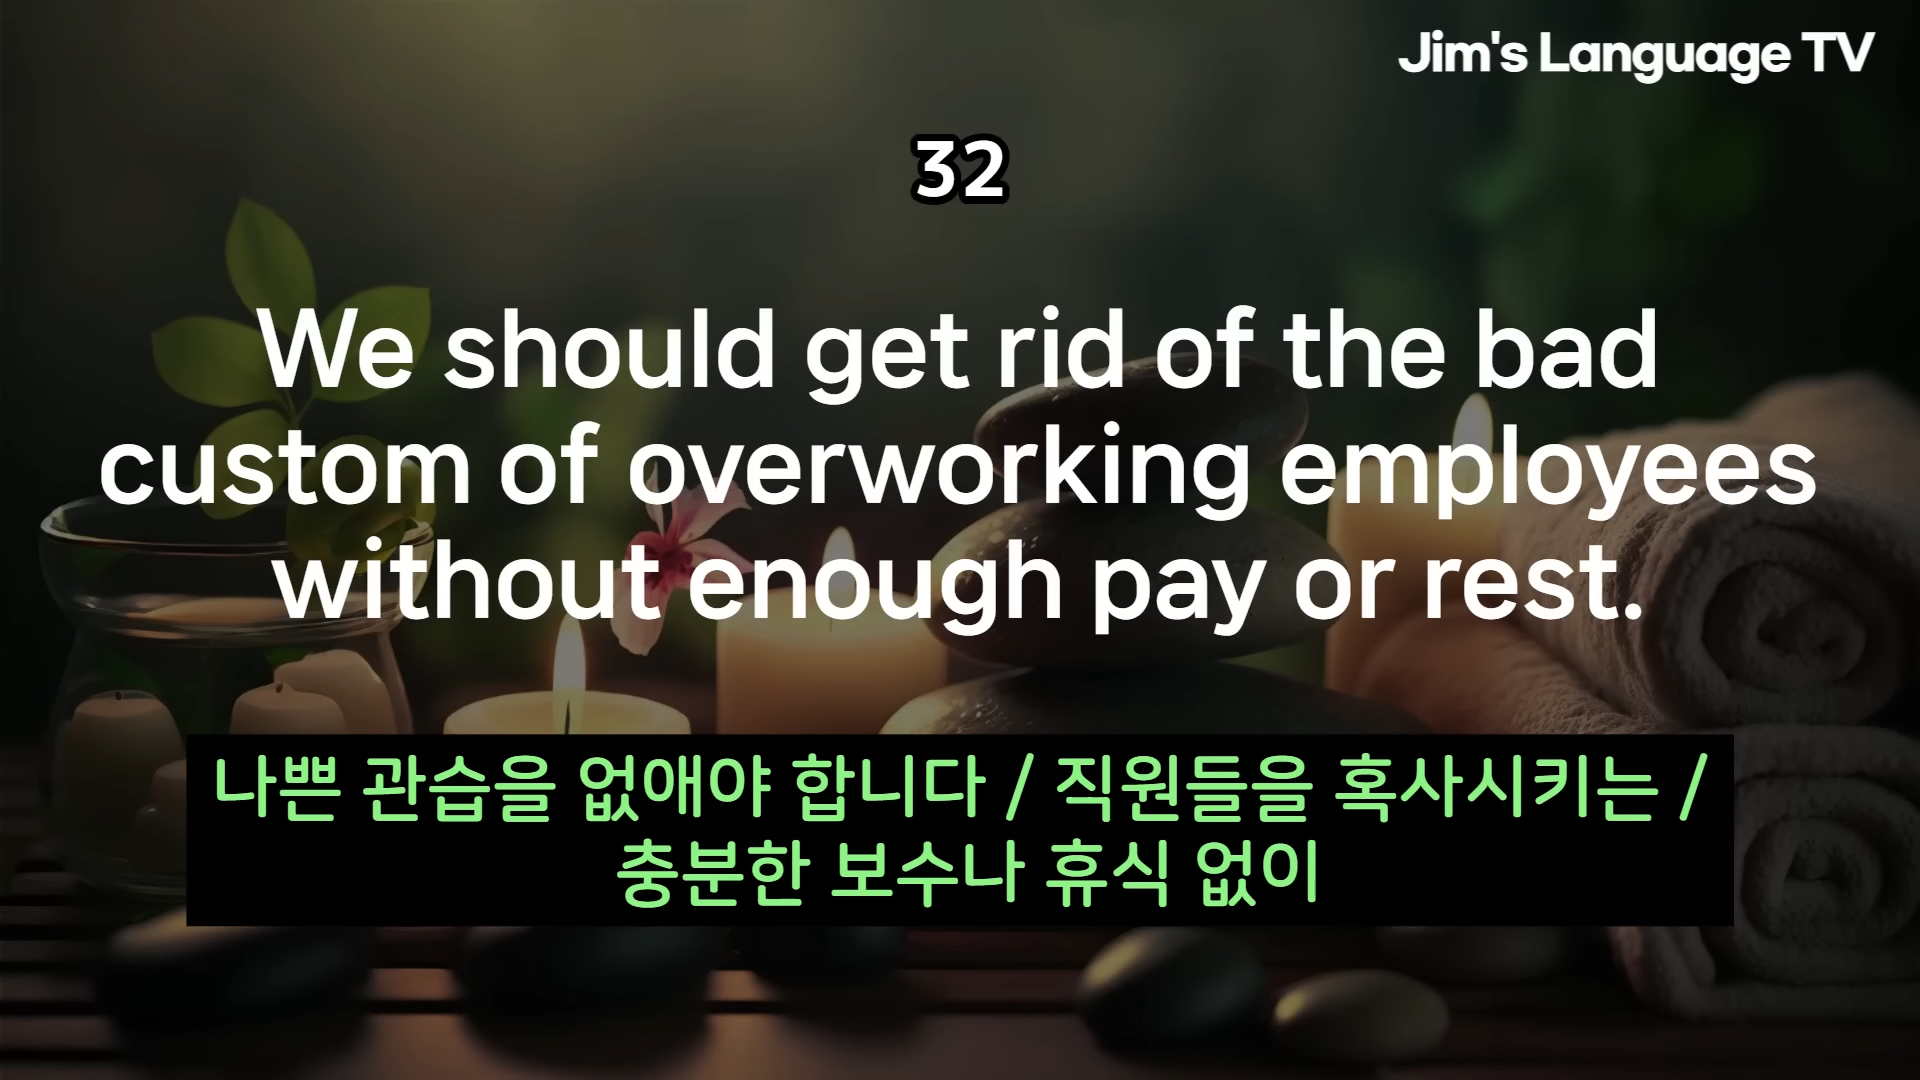 Jim's Language TV
32
We should get rid of the bad
custom of overworking employees
without enough pay or rest.
나쁜 관습을 없애야 합니다 / 직원들을 혹사시키는 /
충분한 보수나 휴식 없이